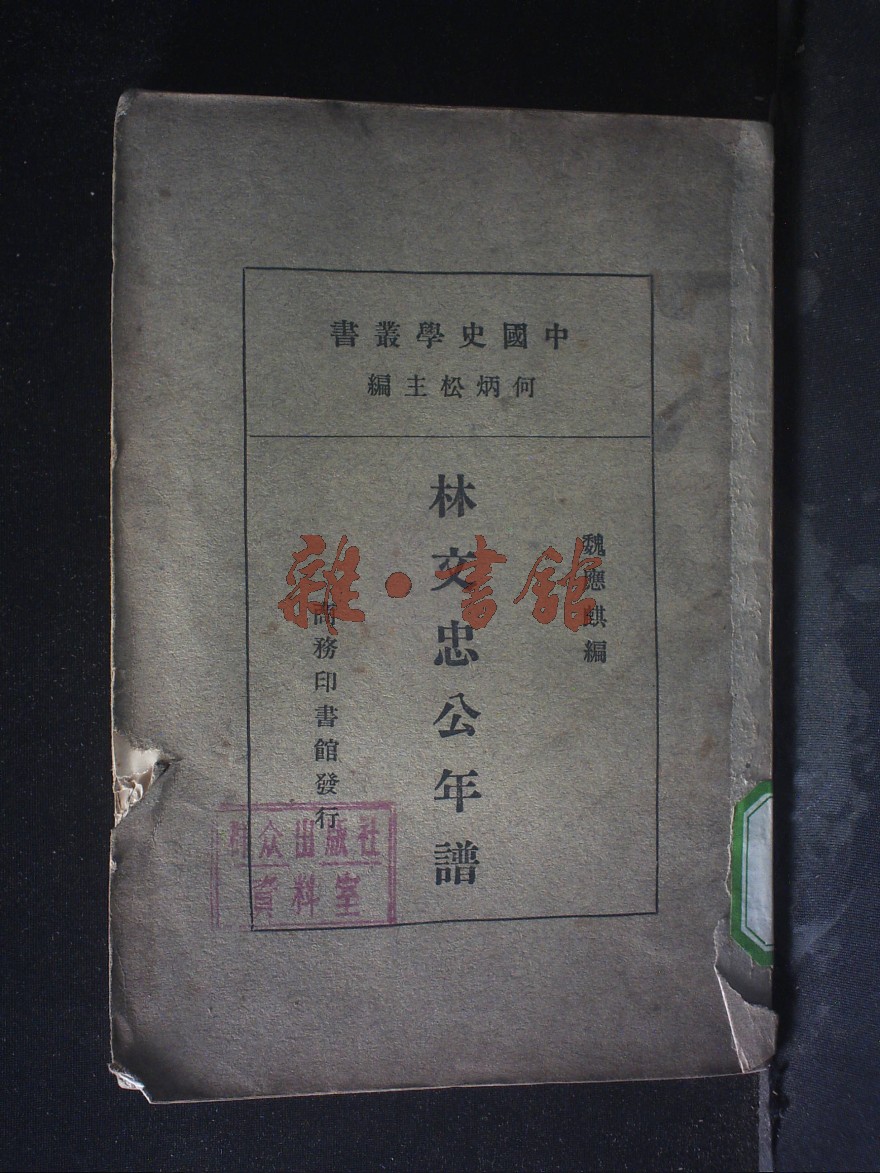 中國史學叢書
何炳松主編
魏應麒編
林文忠公年譜
商務印書館發行
雜·書館
群众出版社
資料室